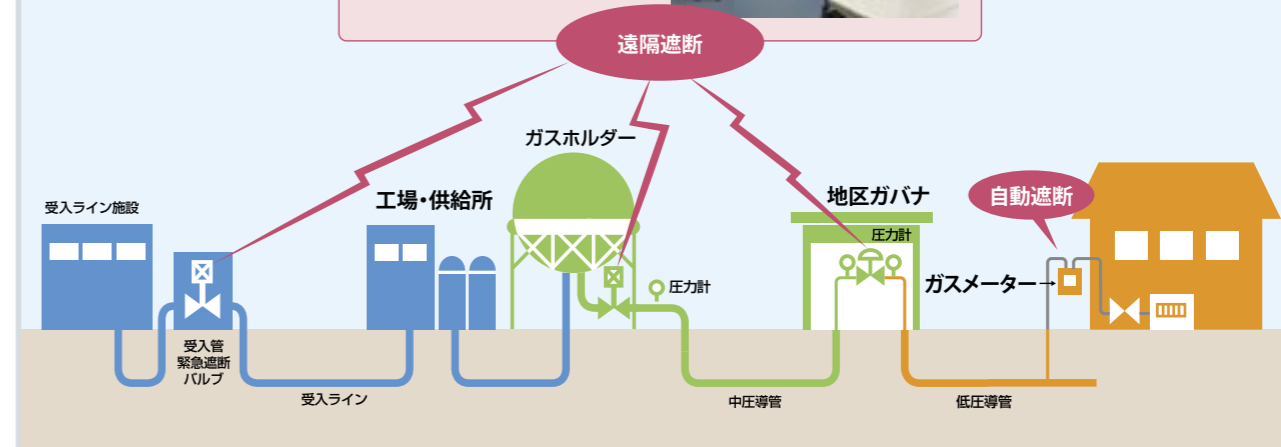 遠隔遮断
ガスホルダー
工場・供給所
受入ライン施設
地区ガバナ
自動遮断
圧力計
ガスメーター→
圧力計
受入管
緊急遮断
バルブ
受入ライン
中圧導管
低圧導管